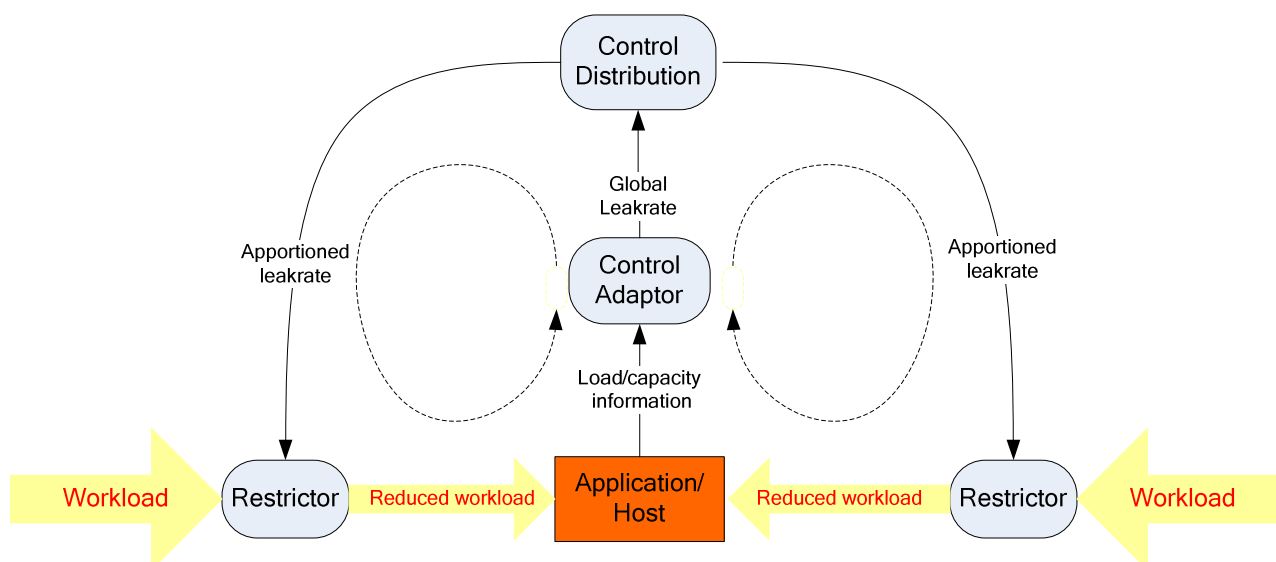 Control
Distribution
Global
Leakrate
Apportioned
leakrate
Apportioned
leakrate
Control
Adaptor
Load/capacity
information
Workload
Restrictor
Reduced workload
Application/
Host
Reduced workload
Restrictor
Workload